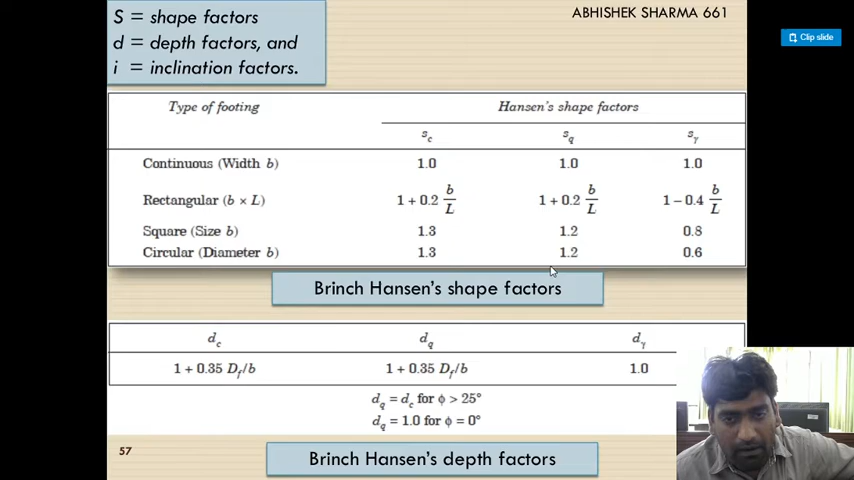 S = shape factors
d = depth factors, and
i = inclination factors.
ABHISHEK SHARMA 661
Clip slide
Type of footing Hansen's shape factors
s_c s_q s_γ
Continuous (Width b) 1.0 1.0 1.0
Rectangular (b × L) 1 + 0.2 b/L 1 + 0.2 b/L 1 − 0.4 b/L
Square (Size b) 1.3 1.2 0.8
Circular (Diameter b) 1.3 1.2 0.6
Brinch Hansen's shape factors
d_c d_q d_γ
1 + 0.35 D_f/b 1 + 0.35 D_f/b 1.0
d_q = d_c for ϕ > 25°
d_q = 1.0 for ϕ = 0°
57
Brinch Hansen's depth factors